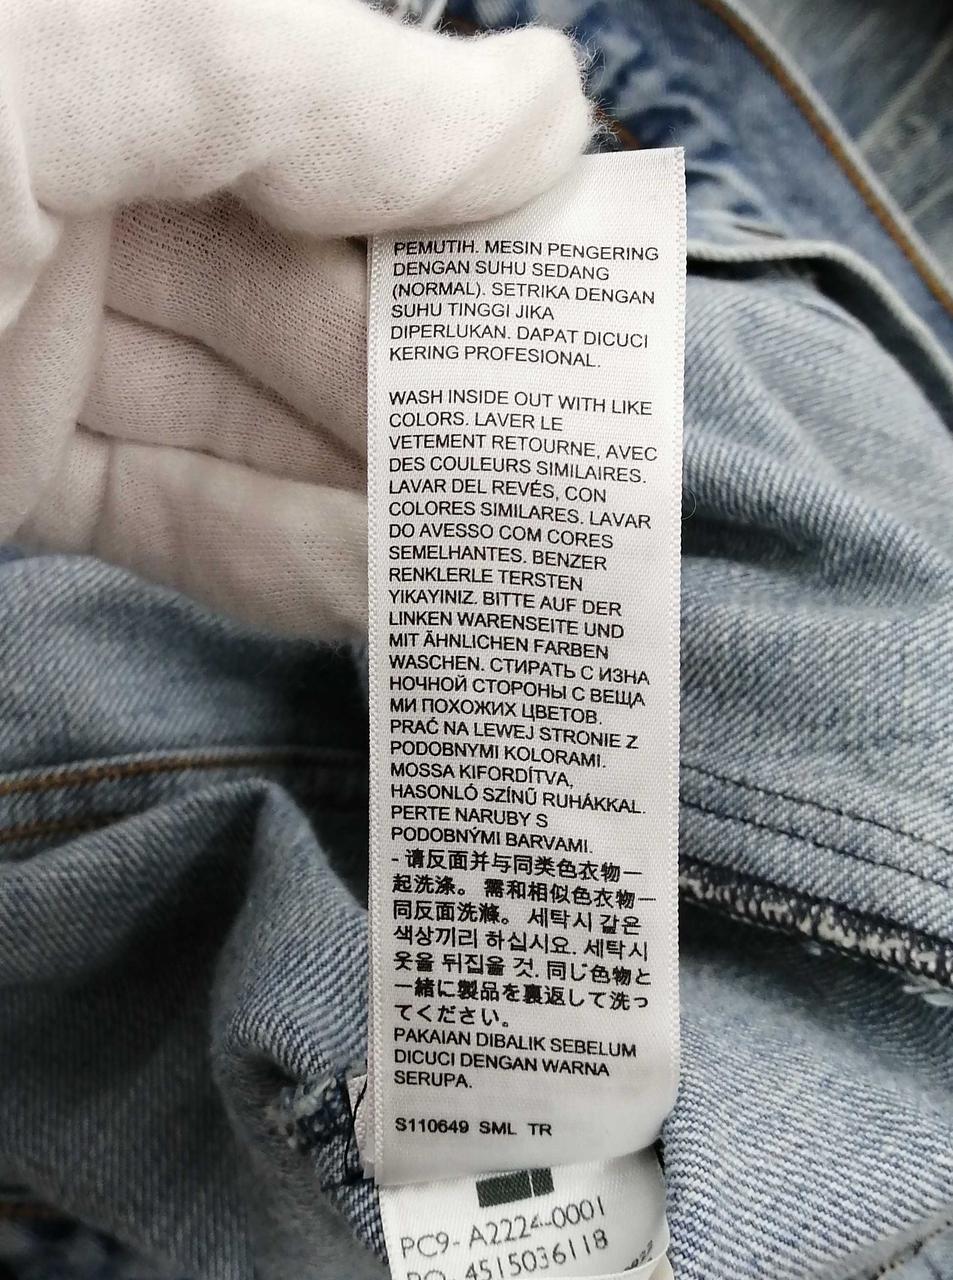 PEMUTIH. MESIN PENGERING
DENGAN SUHU SEDANG
(NORMAL). SETRIKA DENGAN
SUHU TINGGI JIKA
DIPERLUKAN. DAPAT DICUCI
KERING PROFESIONAL.
WASH INSIDE OUT WITH LIKE
COLORS. LAVER LE
VETEMENT RETOURNE, AVEC
DES COULEURS SIMILAIRES.
LAVAR DEL REVÉS, CON
COLORES SIMILARES. LAVAR
DO AVESSO COM CORES
SEMELHANTES. BENZER
RENKLERLE TERSTEN
YIKAYINIZ. BITTE AUF DER
LINKEN WARENSEITE UND
MIT ÄHNLICHEN FARBEN
WASCHEN. СТИРАТЬ С ИЗНА
НОЧНОЙ СТОРОНЫ С ВЕЩА
МИ ПОХОЖИХ ЦВЕТОВ.
PRAĆ NA LEWEJ STRONIE Z
PODOBNYMI KOLORAMI.
MOSSA KIFORDÍTVA,
HASONLÓ SZÍNŰ RUHÁKKAL.
PERTE NARUBY S
PODOBNÝMI BARVAMI.
- 请反面并与同类色衣物一
起洗涤。 需和相似色衣物一
同反面洗滌。 세탁시 같은
색상끼리 하십시요. 세탁시
옷을 뒤집을 것. 同じ色物と
一緒に製品を裏返して洗っ
てください。
PAKAIAN DIBALIK SEBELUM
DICUCI DENGAN WARNA
SERUPA.
S110649 SML TR
PC9- A2224-0001
PO. 4515036118